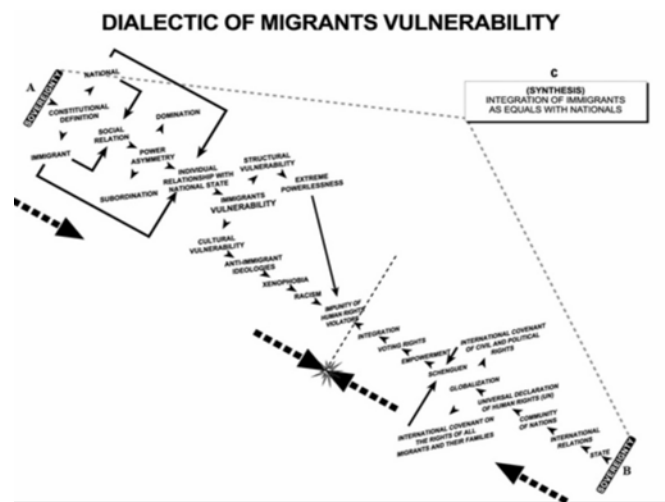 DIALECTIC OF MIGRANTS VULNERABILITY
A
SOVEREIGNTY
NATIONAL
CONSTITUTIONAL
DEFINITION
IMMIGRANT
SOCIAL
RELATION
DOMINATION
POWER
ASYMMETRY
SUBORDINATION
INDIVIDUAL
RELATIONSHIP WITH
NATIONAL STATE
STRUCTURAL
VULNERABILITY
EXTREME
POWERLESSNESS
IMMIGRANTS
VULNERABILITY
CULTURAL
VULNERABILITY
ANTI-IMMIGRANT
IDEOLOGIES
XENOPHOBIA
RACISM
IMPUNITY OF
HUMAN RIGHTS
VIOLATORS
C
(SYNTHESIS)
INTEGRATION OF IMMIGRANTS
AS EQUALS WITH NATIONALS
INTEGRATION
VOTING RIGHTS
EMPOWERMENT
INTERNATIONAL COVENANT
OF CIVIL AND POLITICAL
RIGHTS
SCHENGUEN
GLOBALIZATION
UNIVERSAL DECLARATION
OF HUMAN RIGHTS (UN)
INTERNATIONAL COVENANT ON
THE RIGHTS OF ALL
MIGRANTS AND THEIR FAMILIES
COMMUNITY
OF NATIONS
INTERNATIONAL
RELATIONS
STATE
SOVEREIGNTY
B